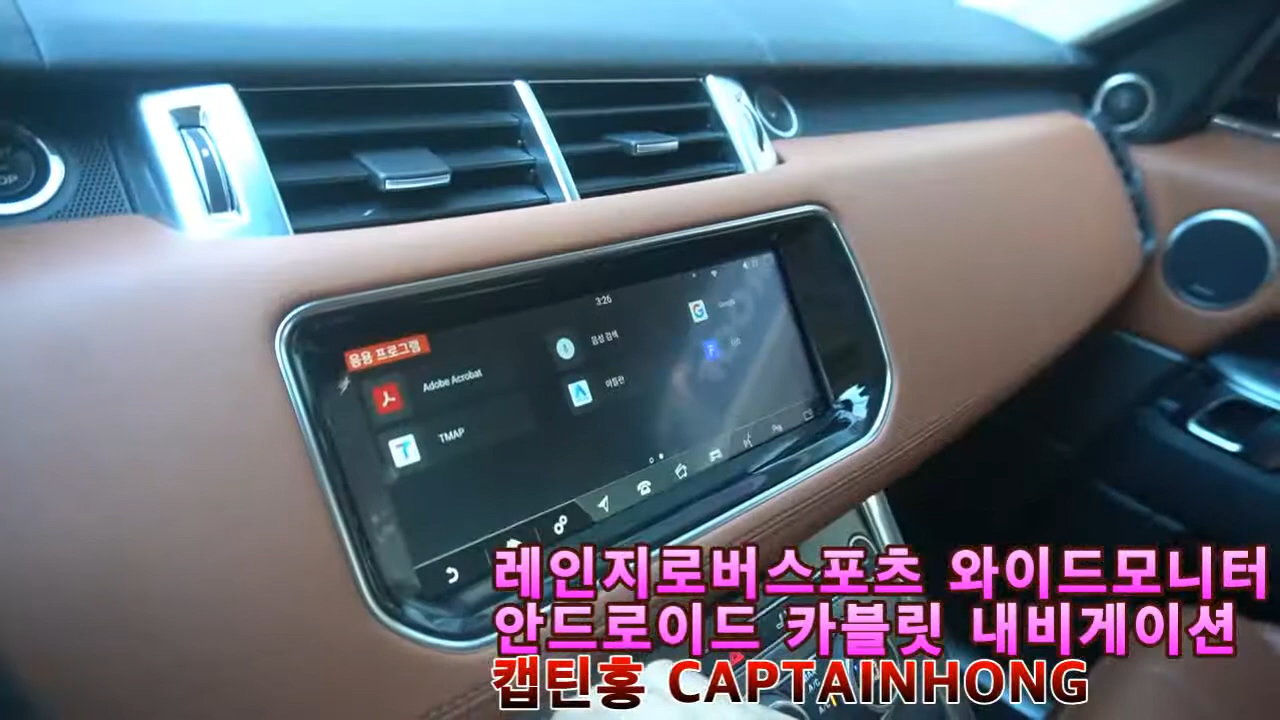 3:26
응용 프로그램
Adobe Acrobat
음성 검색
Google
TMAP
아틀란
레인지로버스포츠 와이드모니터
안드로이드 카블릿 내비게이션
캡틴홍 CAPTAINHONG